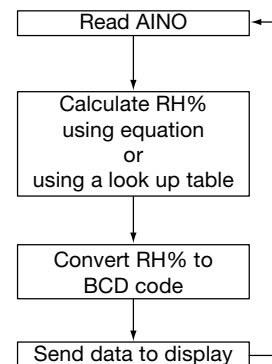 Read AINO
Calculate RH%
using equation
or
using a look up table
Convert RH% to
BCD code
Send data to display